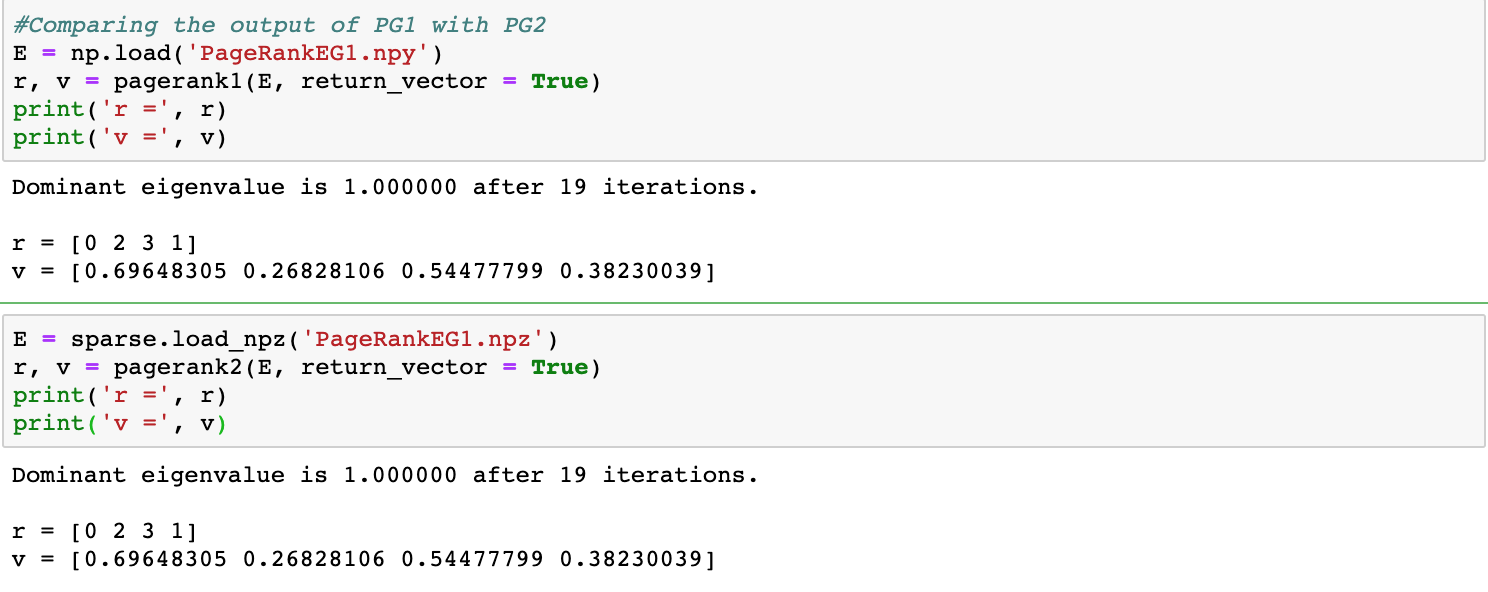 #Comparing the output of PG1 with PG2
E = np.load('PageRankEG1.npy')
r, v = pagerank1(E, return_vector = True)
print('r =', r)
print('v =', v)
Dominant eigenvalue is 1.000000 after 19 iterations.
r = [0 2 3 1]
v = [0.69648305 0.26828106 0.54477799 0.38230039]
E = sparse.load_npz('PageRankEG1.npz')
r, v = pagerank2(E, return_vector = True)
print('r =', r)
print('v =', v)
Dominant eigenvalue is 1.000000 after 19 iterations.
r = [0 2 3 1]
v = [0.69648305 0.26828106 0.54477799 0.38230039]